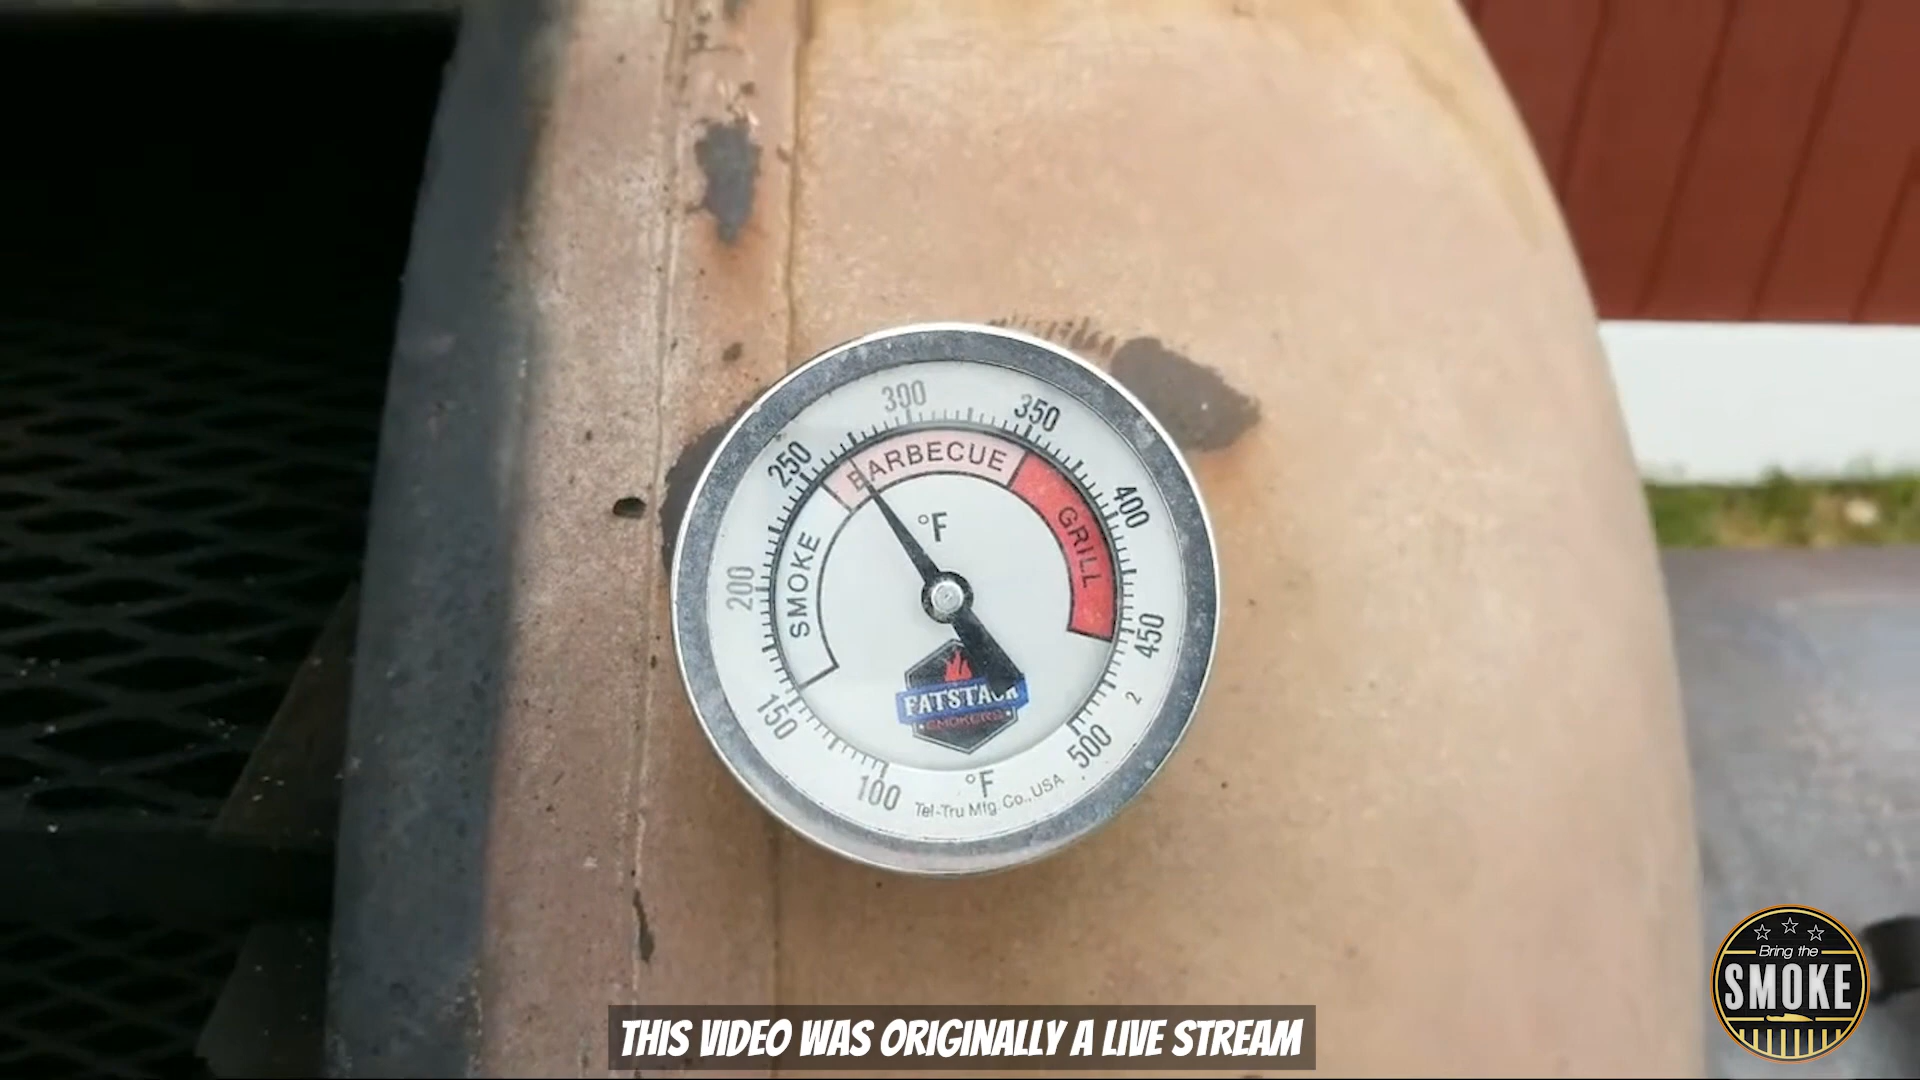 300
350
250
BARBECUE
400
°F
GRILL
SMOKE
200
450
FATSTACK
SMOKERS
2
150
500
100
°F
Tel-Tru Mfg. Co., USA
Bring the
SMOKE
THIS VIDEO WAS ORIGINALLY A LIVE STREAM